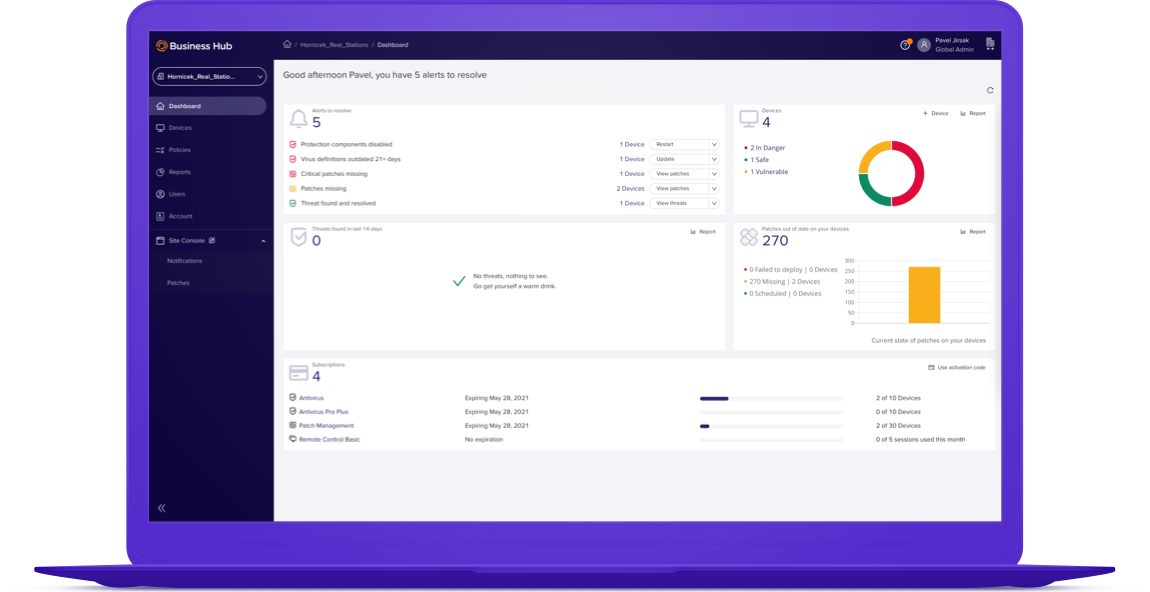 Business Hub
Hornicek_Real_Stations / Dashboard
Pavel Jirsak
Global Admin
Hornicek_Real_Statio...
Dashboard
Devices
Policies
Reports
Users
Account
Site Console
Notifications
Patches
Good afternoon Pavel, you have 5 alerts to resolve
Alerts to resolve
5
Protection components disabled 1 Device Restart
Virus definitions outdated 21+ days 1 Device Update
Critical patches missing 1 Device View patches
Patches missing 2 Devices View patches
Threat found and resolved 1 Device View threats
Devices
4
+ Device Report
2 In Danger
1 Safe
1 Vulnerable
Threats found in last 14 days
0
Report
No threats, nothing to see.
Go get yourself a warm drink.
Patches out of date on your devices
270
Report
0 Failed to deploy | 0 Devices
270 Missing | 2 Devices
0 Scheduled | 0 Devices
300
250
200
150
100
50
0
Current state of patches on your devices
Subscriptions
4
Use activation code
Antivirus Expiring May 28, 2021 2 of 10 Devices
Antivirus Pro Plus Expiring May 28, 2021 0 of 10 Devices
Patch Management Expiring May 28, 2021 2 of 30 Devices
Remote Control Basic No expiration 0 of 5 sessions used this month